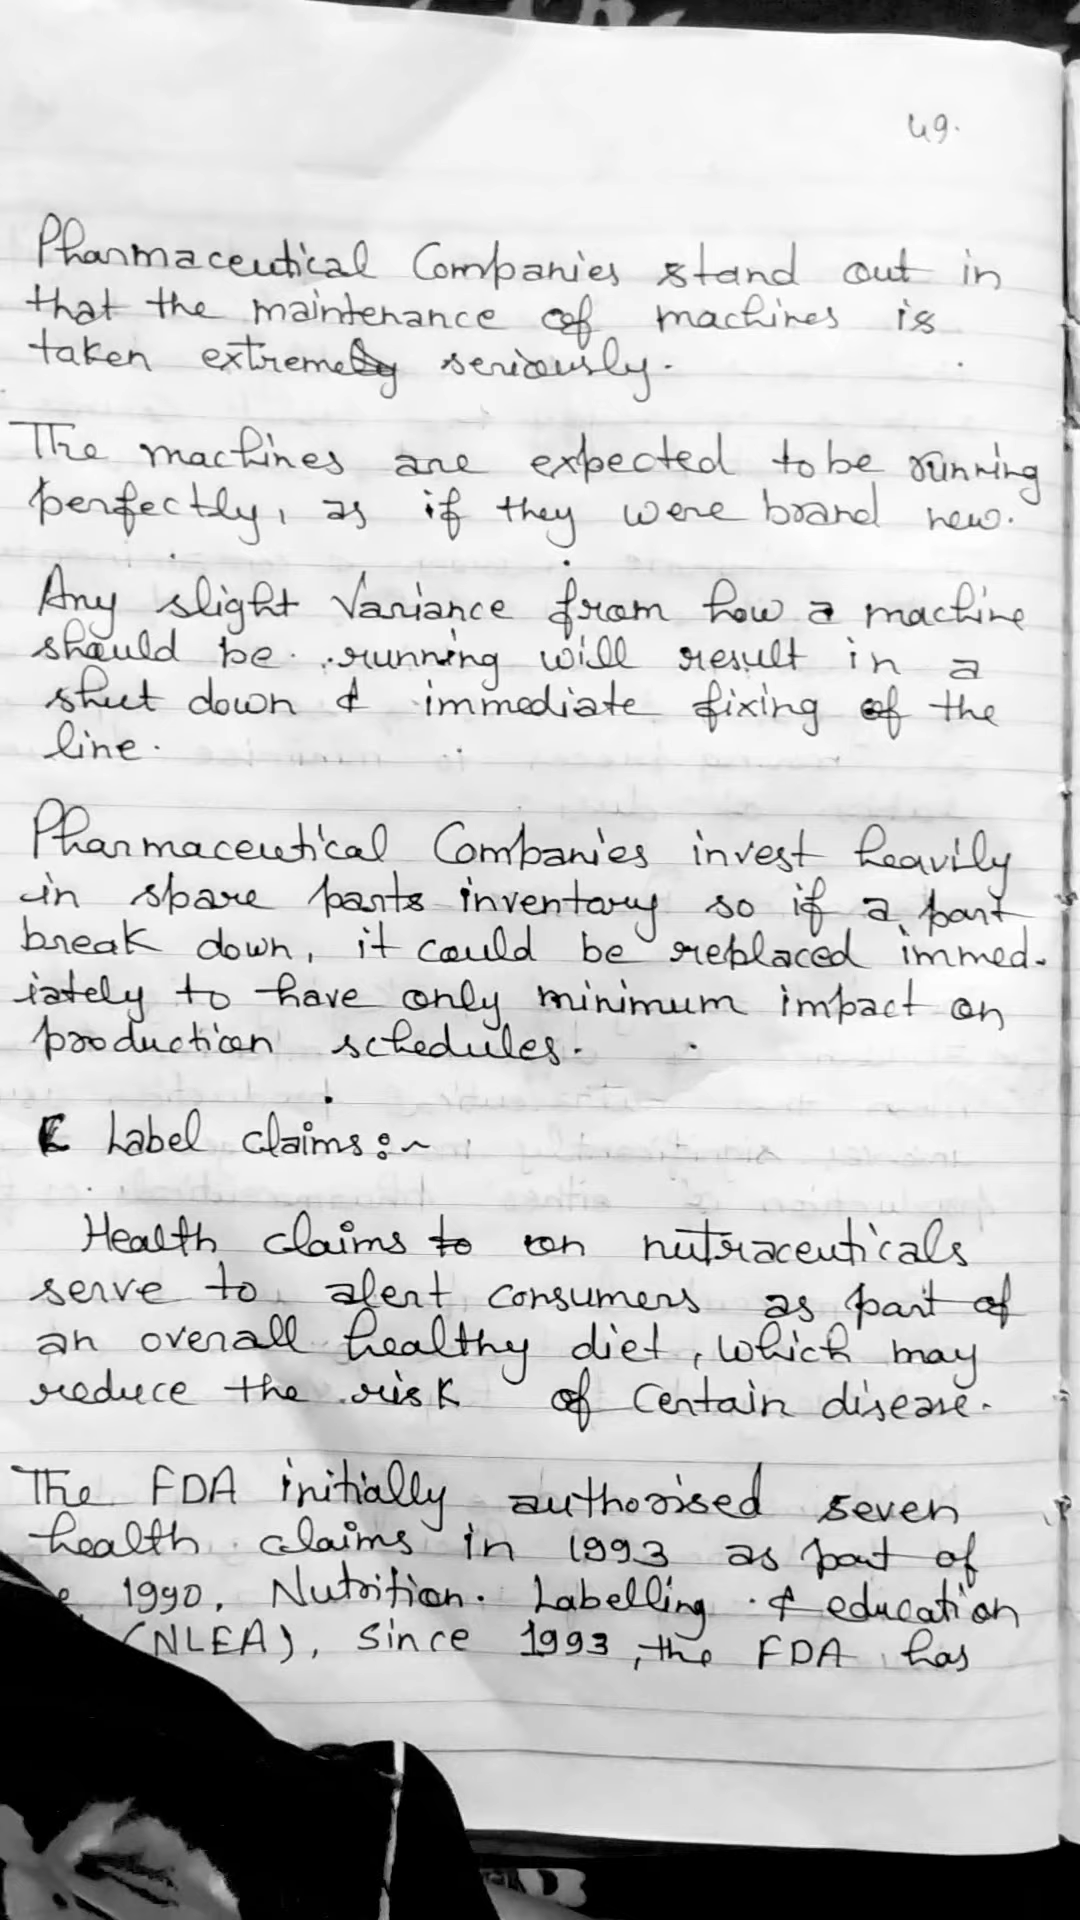 49.
Pharmaceutical Companies stand out in
that the maintenance of machines is
taken extremely seriously.
The machines are expected to be running
perfectly, as if they were brand new.
Any slight Variance from how a machine
should be running will result in a
shut down & immediate fixing of the
line.
Pharmaceutical Companies invest heavily
in spare parts inventory so if a part
break down, it could be replaced immed-
iately to have only minimum impact on
production schedules.
Label claims :~
Health claims to on nutraceuticals
serve to alert consumers as part of
an overall healthy diet, which may
reduce the risk of certain disease.
The FDA initially authorised seven
health claims in 1993 as part of
1990, Nutrition. Labelling & education
(NLEA), Since 1993, the FDA has